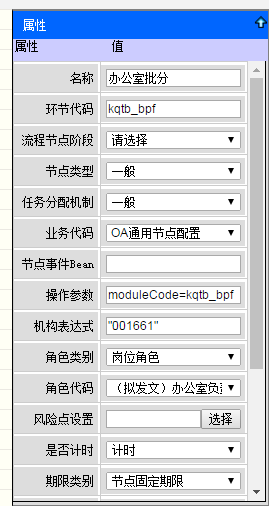 属性
属性 值
名称 办公室批分
环节代码 kqtb_bpf
流程节点阶段 请选择
节点类型 一般
任务分配机制 一般
业务代码 OA通用节点配置
节点事件Bean
操作参数 moduleCode=kqtb_bpf
机构表达式 "001661"
角色类别 岗位角色
角色代码 （拟发文）办公室负
风险点设置 选择
是否计时 计时
期限类别 节点固定期限